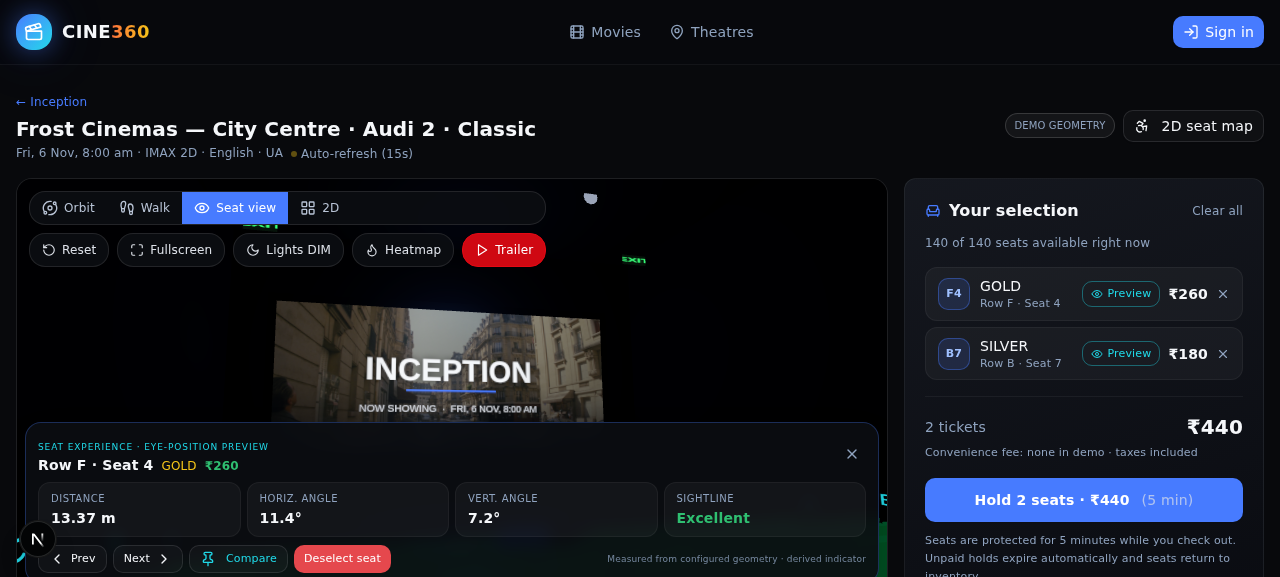 CINE360
Movies
Theatres
Sign in
← Inception
Frost Cinemas — City Centre · Audi 2 · Classic
Fri, 6 Nov, 8:00 am · IMAX 2D · English · UA
Auto-refresh (15s)
DEMO GEOMETRY
2D seat map
Orbit
Walk
Seat view
2D
Reset
Fullscreen
Lights DIM
Heatmap
Trailer
EXIT
EXIT
INCEPTION
NOW SHOWING · FRI, 6 NOV, 8:00 AM
SEAT EXPERIENCE · EYE-POSITION PREVIEW
Row F · Seat 4 GOLD ₹260
DISTANCE
13.37 m
HORIZ. ANGLE
11.4°
VERT. ANGLE
7.2°
SIGHTLINE
Excellent
Prev
Next
Compare
Deselect seat
Measured from configured geometry · derived indicator
N
Your selection
Clear all
140 of 140 seats available right now
F4
GOLD
Row F · Seat 4
Preview
₹260
B7
SILVER
Row B · Seat 7
Preview
₹180
2 tickets
₹440
Convenience fee: none in demo · taxes included
Hold 2 seats · ₹440 (5 min)
Seats are protected for 5 minutes while you check out.
Unpaid holds expire automatically and seats return to
inventory.